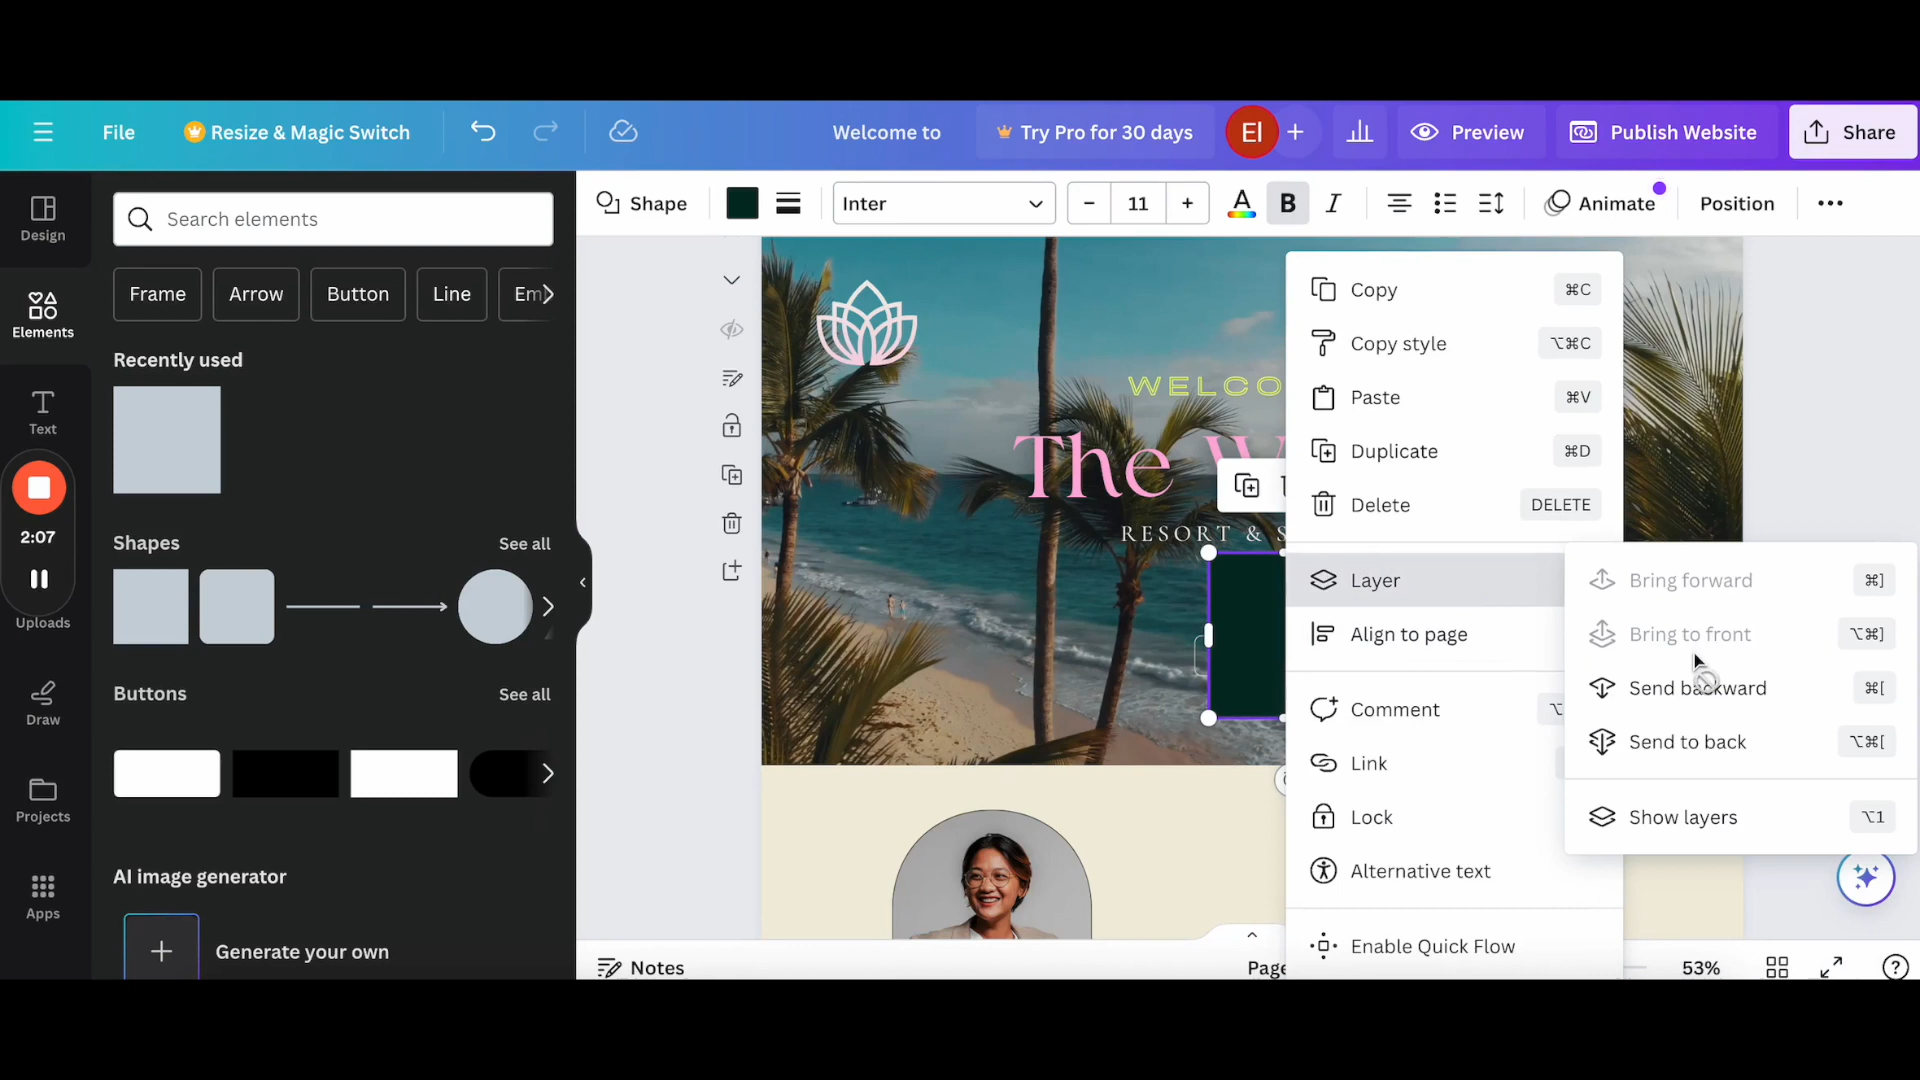 File
Resize & Magic Switch
Welcome to
Try Pro for 30 days
EI
Preview
Publish Website
Share
Design
Elements
Text
2:07
Uploads
Draw
Projects
Apps
Search elements
Frame
Arrow
Button
Line
Em
Recently used
Shapes
See all
Buttons
See all
AI image generator
Generate your own
Shape
Inter
11
A
B
I
Animate
Position
WELCO
The W
RESORT & S
Copy
⌘C
Copy style
⌥⌘C
Paste
⌘V
Duplicate
⌘D
Delete
DELETE
Layer
Align to page
Comment
⌥
Link
Lock
Alternative text
Enable Quick Flow
Bring forward
⌘]
Bring to front
⌥⌘]
Send backward
⌘[
Send to back
⌥⌘[
Show layers
⌥1
Notes
Page
53%